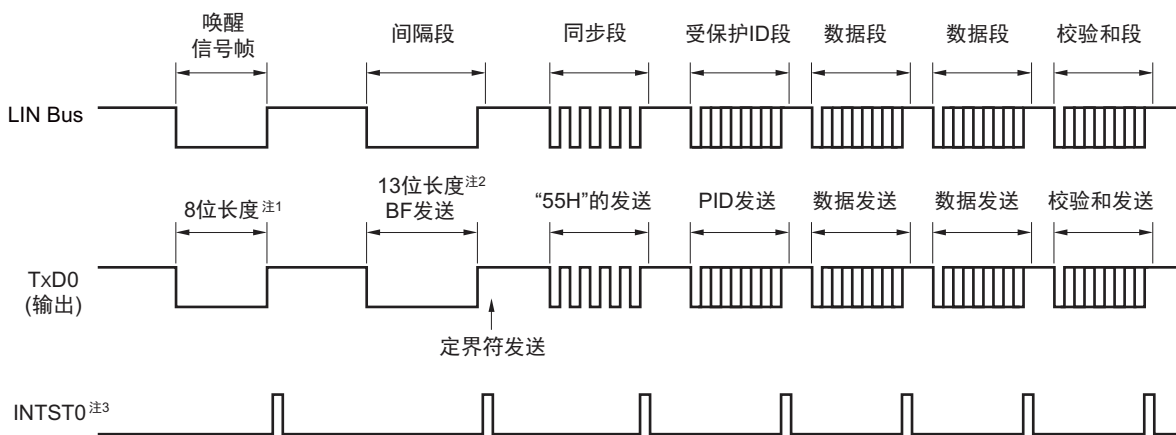 唤醒
信号帧
间隔段
同步段
受保护ID段
数据段
数据段
校验和段
LIN Bus
8位长度注1
13位长度注2
BF发送
“55H”的发送
PID发送
数据发送
数据发送
校验和发送
TxD0
(输出)
定界符发送
INTST0注3